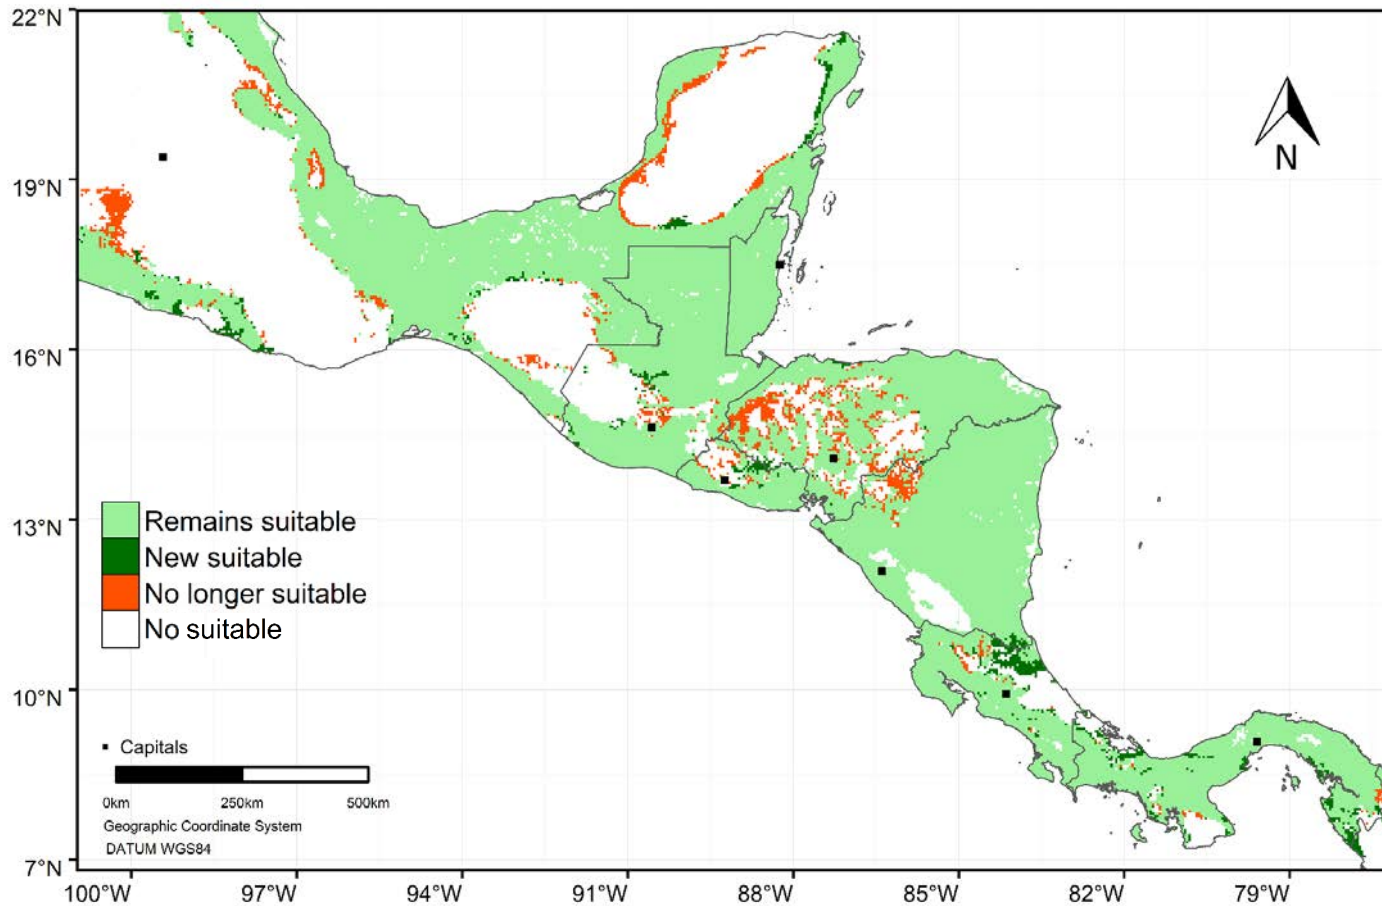 22°N
19°N
16°N
13°N
10°N
7°N
N
Remains suitable
New suitable
No longer suitable
No suitable
Capitals
0km 250km 500km
Geographic Coordinate System
DATUM WGS84
100°W 97°W 94°W 91°W 88°W 85°W 82°W 79°W